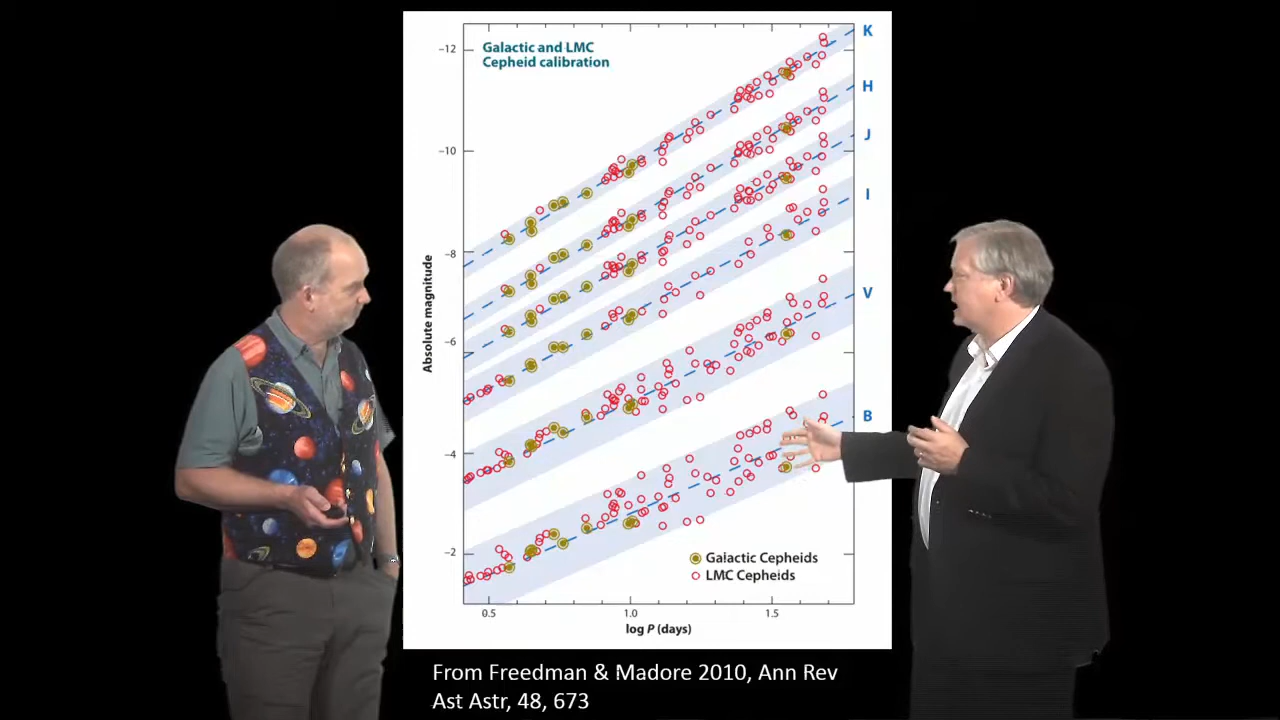 Galactic and LMC
Cepheid calibration
K
H
J
I
V
B
−12
−10
−8
−6
−4
−2
Absolute magnitude
Galactic Cepheids
LMC Cepheids
0.5
1.0
1.5
log P (days)
From Freedman & Madore 2010, Ann Rev
Ast Astr, 48, 673